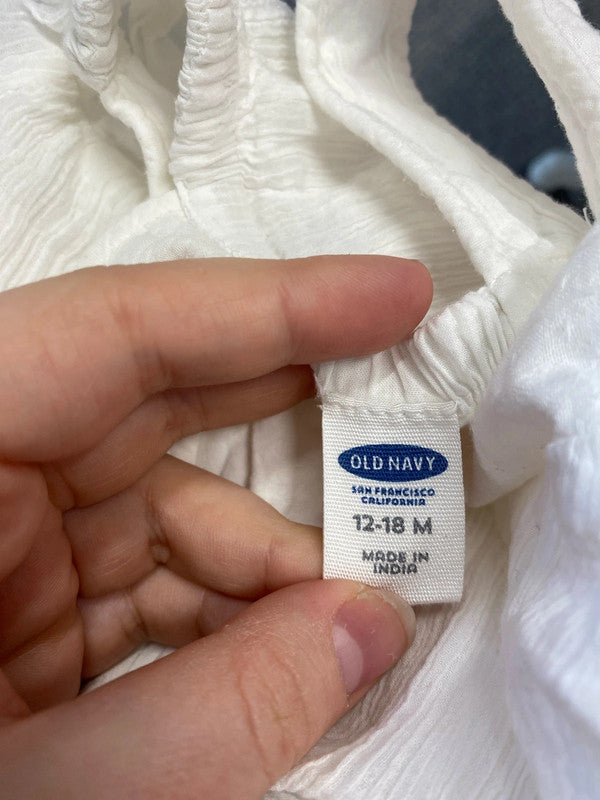 OLD NAVY
SAN FRANCISCO
CALIFORNIA
12-18 M
MADE IN
INDIA